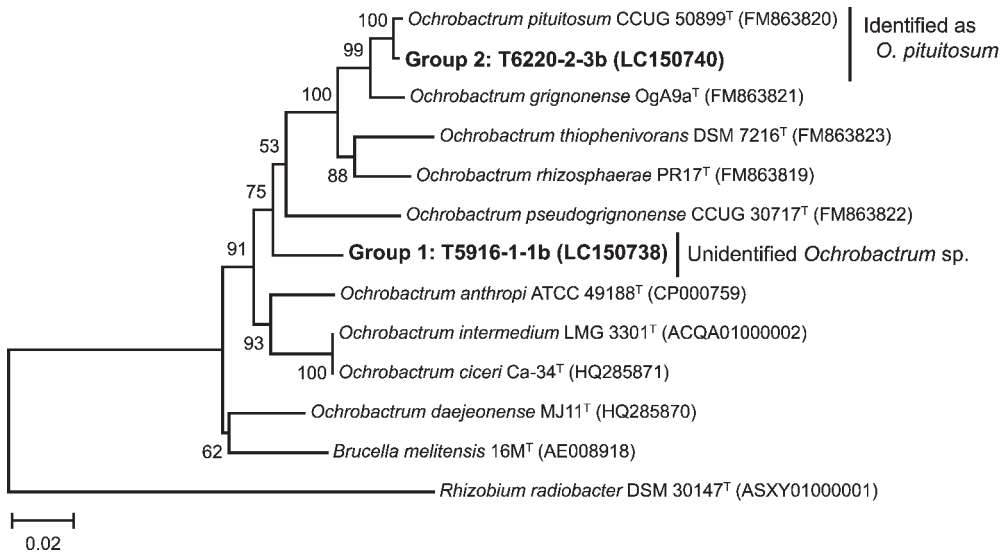 100
Ochrobactrum pituitosum CCUG 50899ᵀ (FM863820)
Identified as
O. pituitosum
99
Group 2: T6220-2-3b (LC150740)
100
Ochrobactrum grignonense OgA9aᵀ (FM863821)
Ochrobactrum thiophenivorans DSM 7216ᵀ (FM863823)
53
88
Ochrobactrum rhizosphaerae PR17ᵀ (FM863819)
75
Ochrobactrum pseudogrignonense CCUG 30717ᵀ (FM863822)
91
Group 1: T5916-1-1b (LC150738)
Unidentified Ochrobactrum sp.
Ochrobactrum anthropi ATCC 49188ᵀ (CP000759)
93
Ochrobactrum intermedium LMG 3301ᵀ (ACQA01000002)
100
Ochrobactrum ciceri Ca-34ᵀ (HQ285871)
Ochrobactrum daejeonense MJ11ᵀ (HQ285870)
62
Brucella melitensis 16Mᵀ (AE008918)
Rhizobium radiobacter DSM 30147ᵀ (ASXY01000001)
0.02